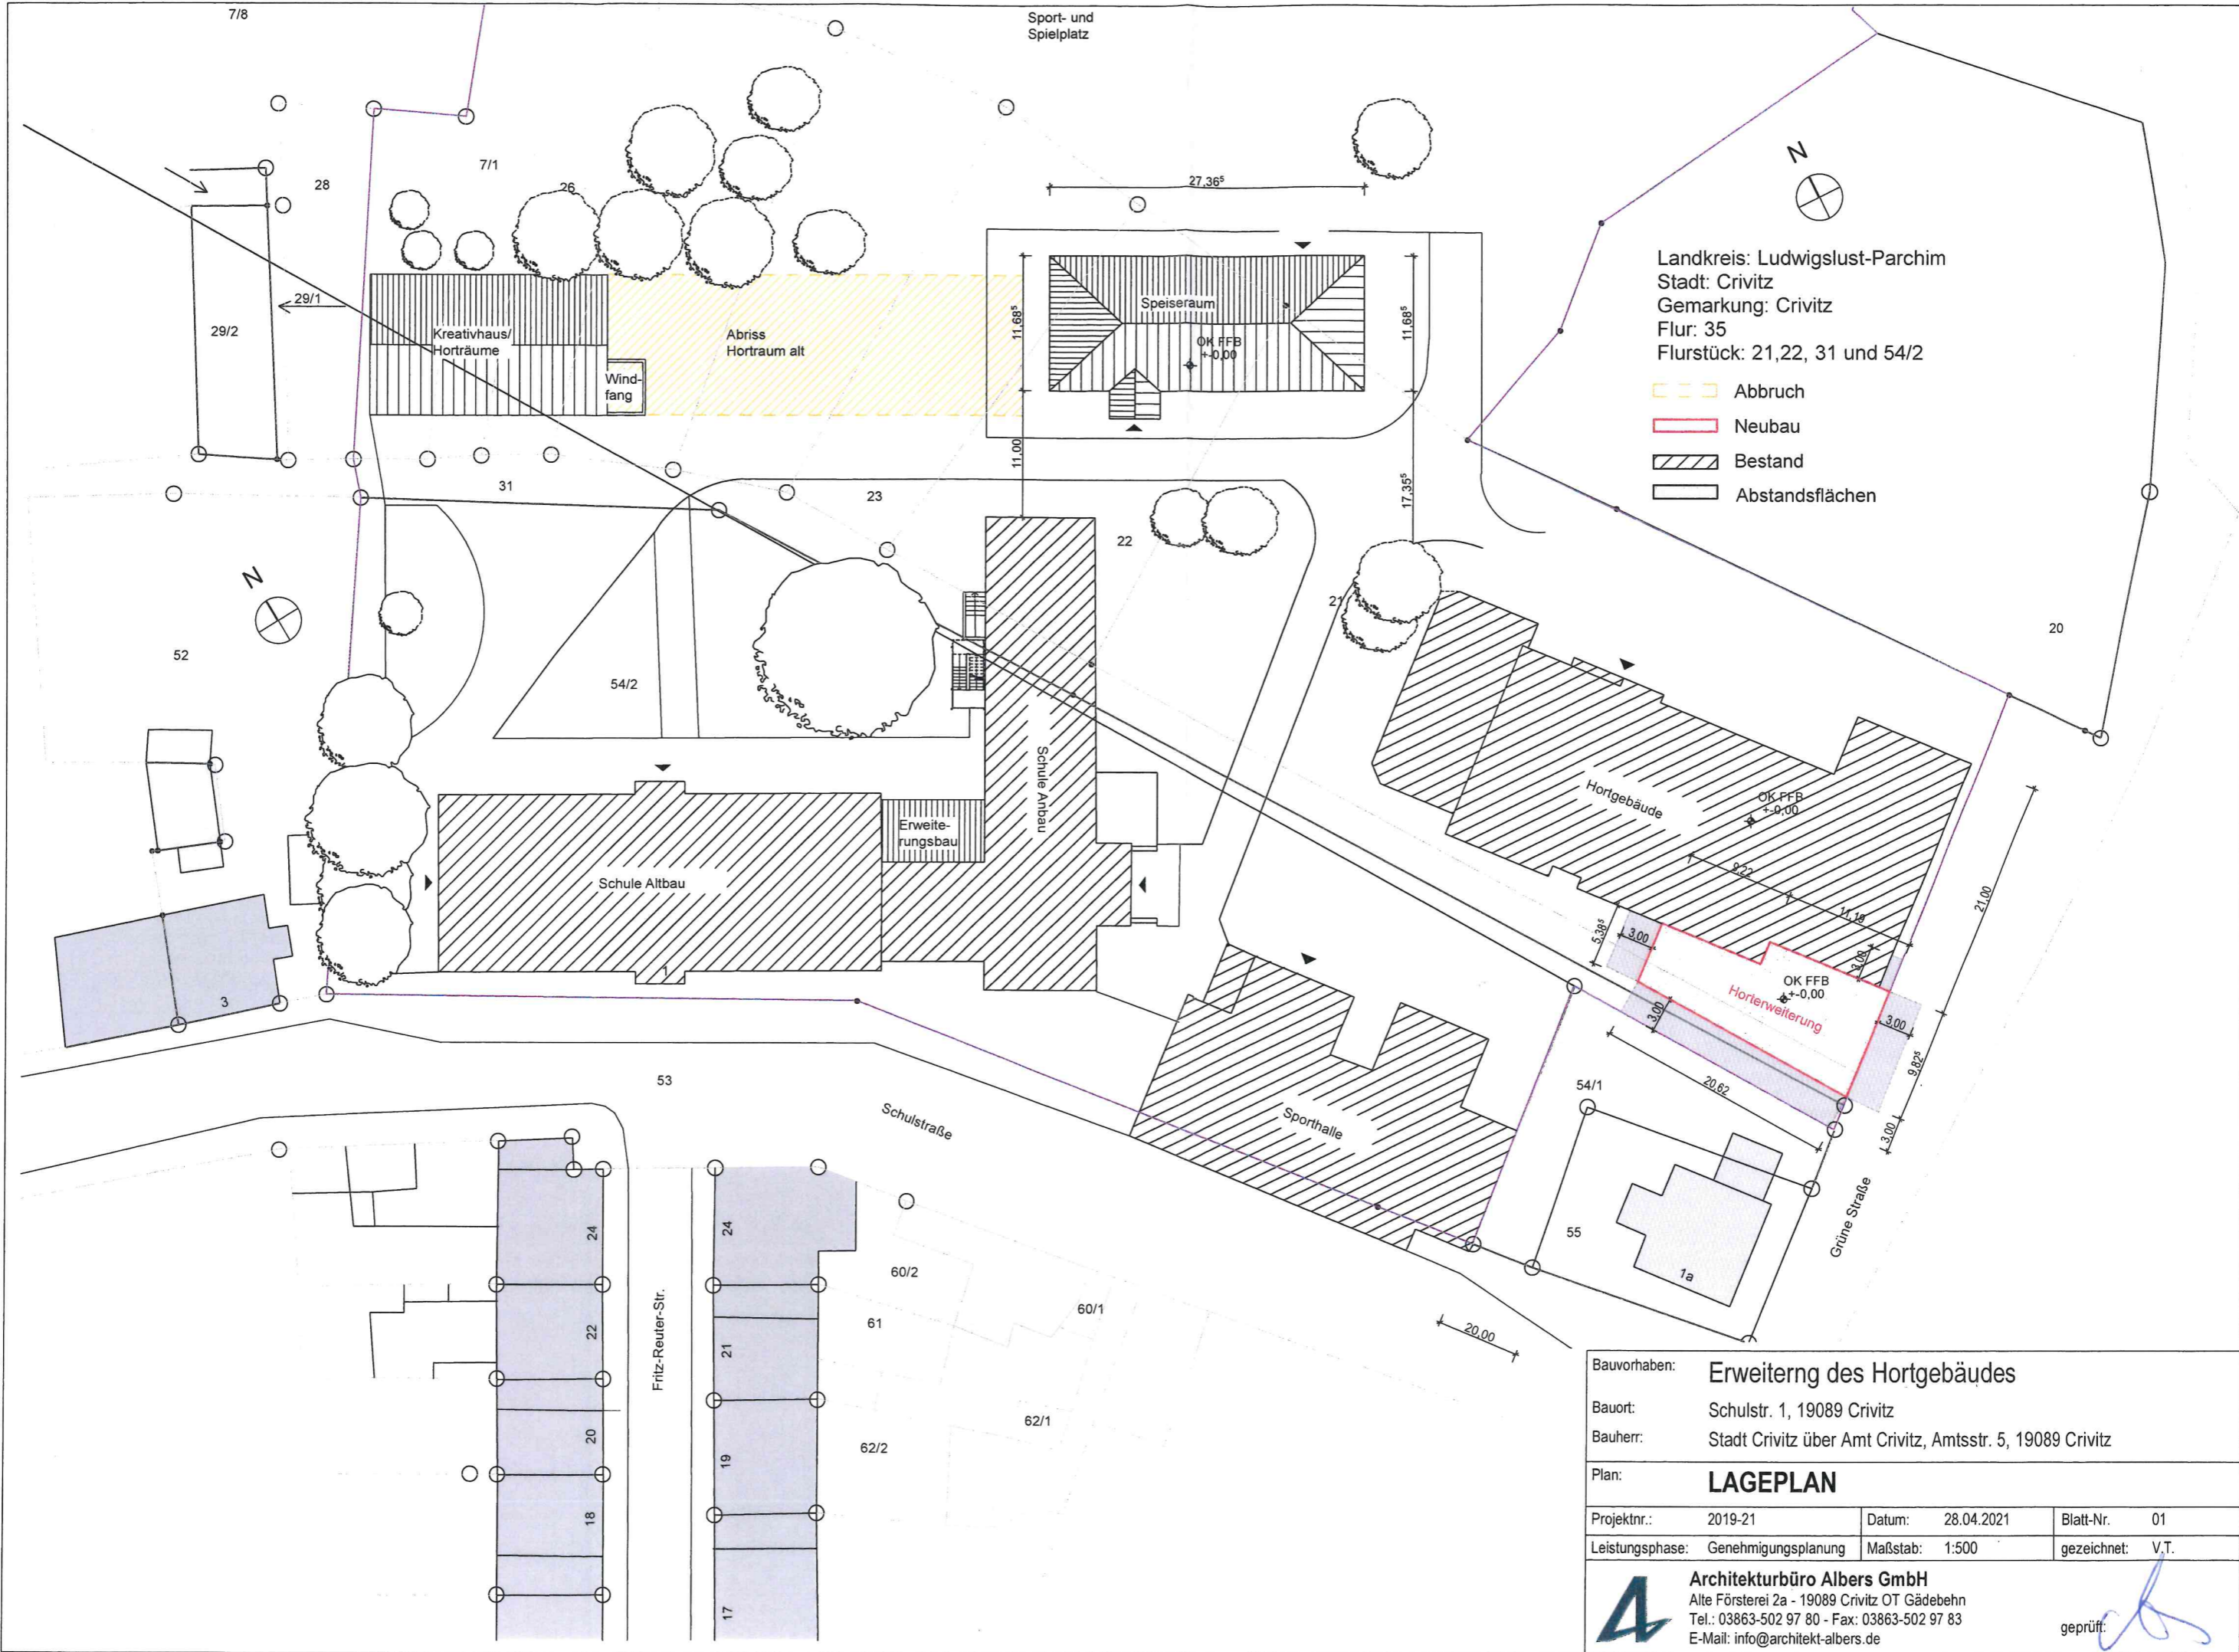 7/8
Sport- und
Spielplatz
28
7/1
26
27,36⁵
N
Landkreis: Ludwigslust-Parchim
Stadt: Crivitz
Gemarkung: Crivitz
Flur: 35
Flurstück: 21,22, 31 und 54/2
Abbruch
Neubau
Bestand
Abstandsflächen
29/1
29/2
Kreativhaus/
Horträume
Wind-
fang
Abriss
Hortraum alt
11,68⁵
Speiseraum
OK FFB
+-0,00
11,68⁵
11,00
17,35⁵
31
23
22
21
20
N
52
54/2
Schule Anbau
Erweite-
rungsbau
Schule Altbau
1
3
Hortgebäude
OK FFB
+-0,00
9,22
11,19
21,00
5,38⁵
3,00
3,00
OK FFB
+-0,00
Horterweiterung
3,00
3,00
9,82⁵
20,62
3,00
54/1
53
Schulstraße
Sporthalle
55
1a
Grüne Straße
20,00
24
22
20
18
Fritz-Reuter-Str.
24
21
19
17
60/2
61
60/1
62/1
62/2
Bauvorhaben: Erweiterng des Hortgebäudes
Bauort: Schulstr. 1, 19089 Crivitz
Bauherr: Stadt Crivitz über Amt Crivitz, Amtsstr. 5, 19089 Crivitz
Plan: LAGEPLAN
Projektnr.: 2019-21 Datum: 28.04.2021 Blatt-Nr. 01
Leistungsphase: Genehmigungsplanung Maßstab: 1:500 gezeichnet: V.T.
Architekturbüro Albers GmbH
Alte Försterei 2a - 19089 Crivitz OT Gädebehn
Tel.: 03863-502 97 80 - Fax: 03863-502 97 83
E-Mail: info@architekt-albers.de
geprüft: